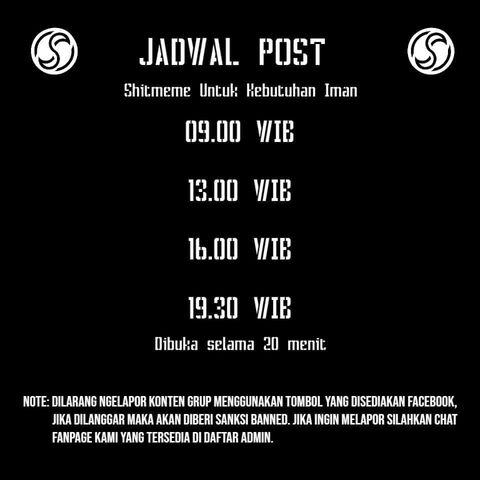 JADWAL POST
Shitmeme Untuk Kebutuhan Iman
09.00 WIB
13.00 WIB
16.00 WIB
19.30 WIB
Dibuka selama 20 menit
NOTE: DILARANG NGELAPOR KONTEN GRUP MENGGUNAKAN TOMBOL YANG DISEDIAKAN FACEBOOK,
JIKA DILANGGAR MAKA AKAN DIBERI SANKSI BANNED. JIKA INGIN MELAPOR SILAHKAN CHAT
FANPAGE KAMI YANG TERSEDIA DI DAFTAR ADMIN.